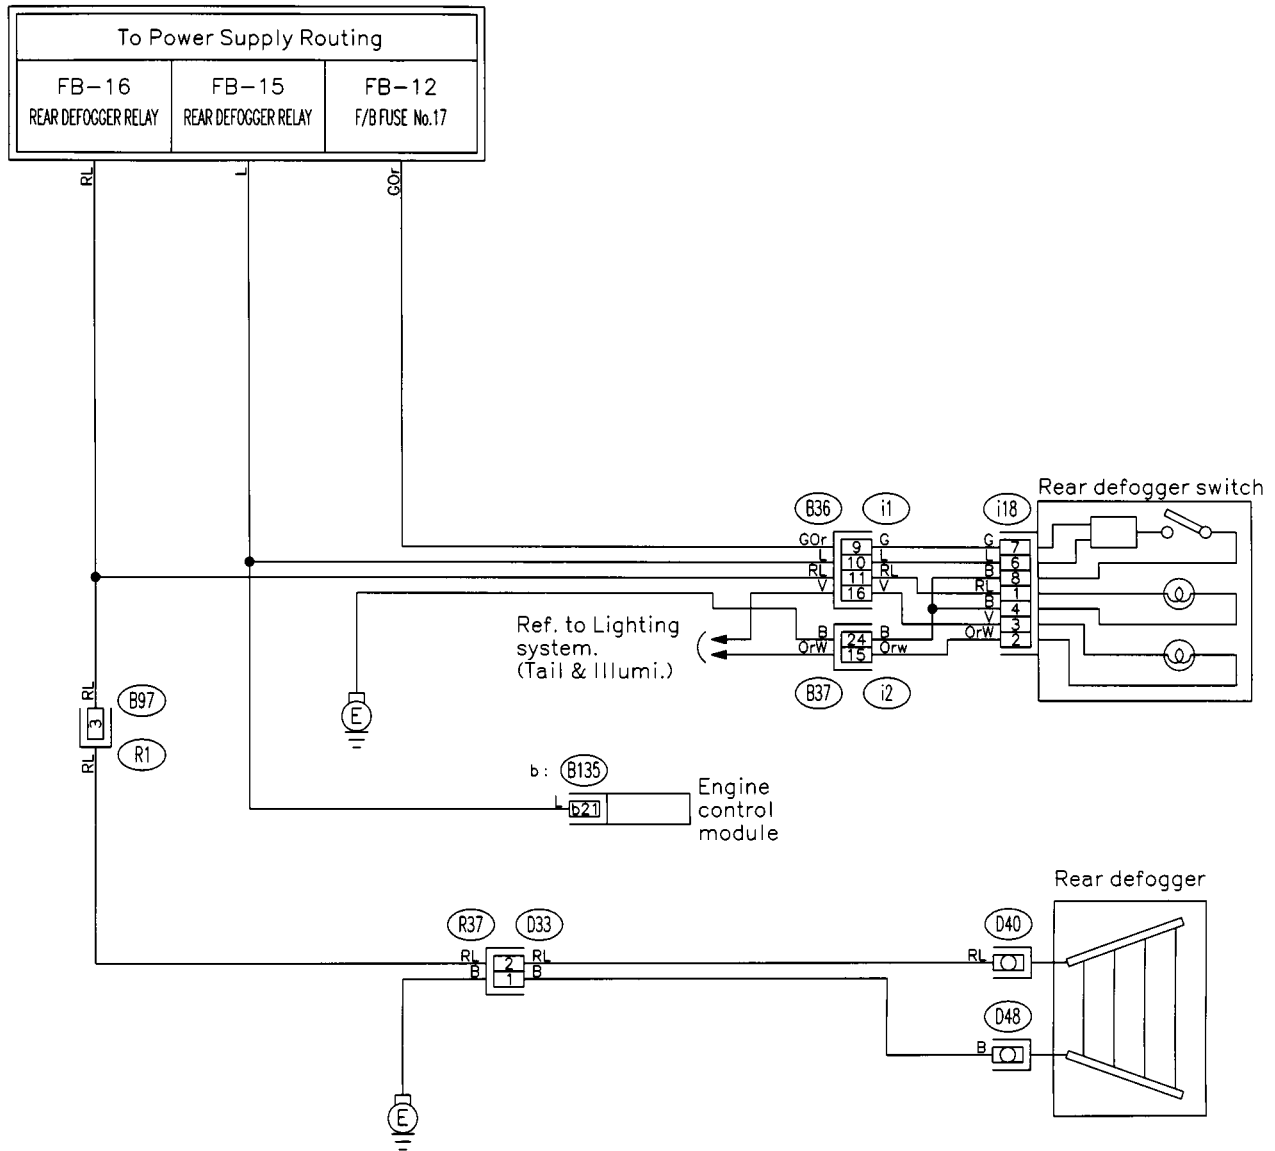 To Power Supply Routing
FB-16
REAR DEFOGGER RELAY
FB-15
REAR DEFOGGER RELAY
FB-12
F/B FUSE No.17
RL
L
GOr
Rear defogger switch
B36
i1
i18
GOr
9
G
G
7
L
10
L
L
6
RL
11
RL
B
8
V
16
V
RL
1
B
4
V
3
OrW
2
B
24
B
OrW
15
Orw
B37
i2
Ref. to Lighting
system.
(Tail & Illumi.)
E
RL
3
RL
B97
R1
b : B135
L
b21
Engine
control
module
Rear defogger
R37
D33
RL
2
RL
B
1
B
D40
RL
D48
B
E